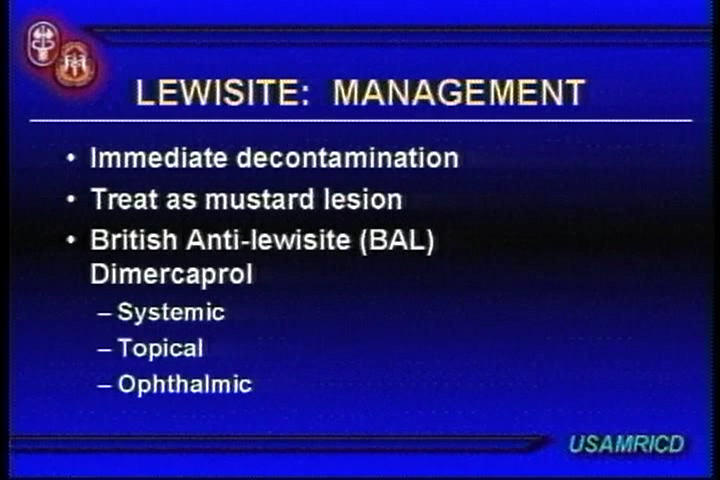 LEWISITE: MANAGEMENT
• Immediate decontamination
• Treat as mustard lesion
• British Anti-lewisite (BAL)
Dimercaprol
– Systemic
– Topical
– Ophthalmic
USAMRICD